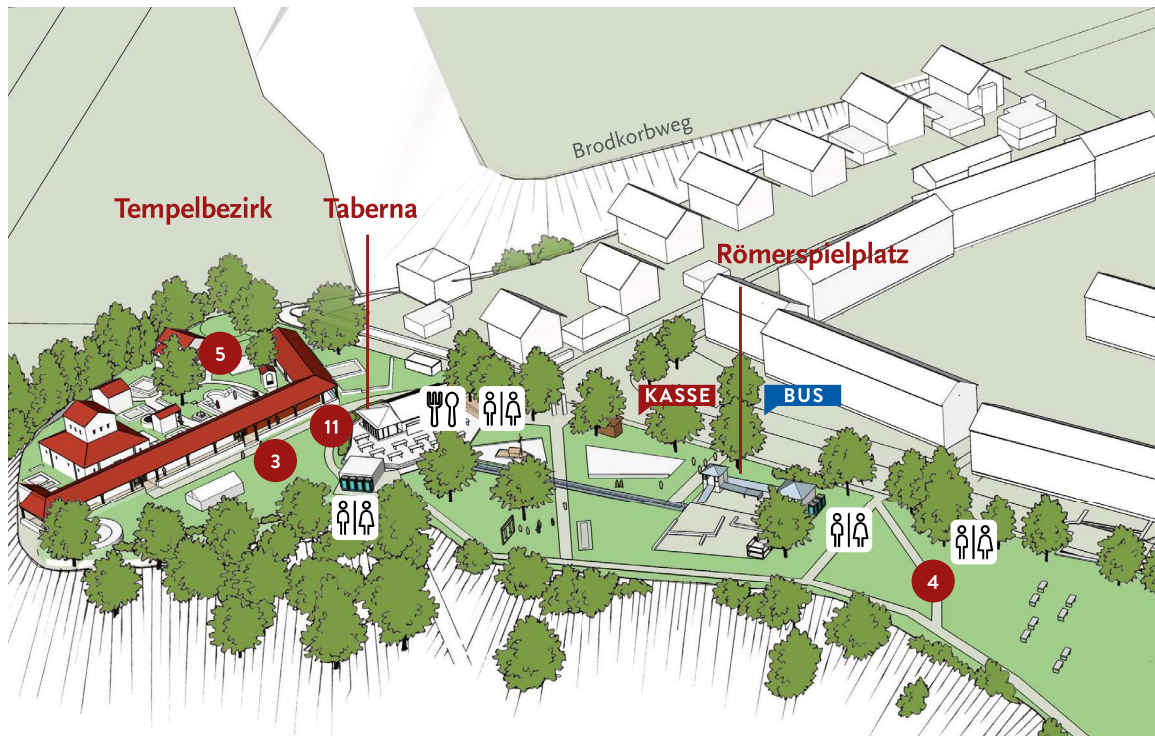 Brodkorbweg
Tempelbezirk
Taberna
Römerspielplatz
5
KASSE
BUS
11
3
4